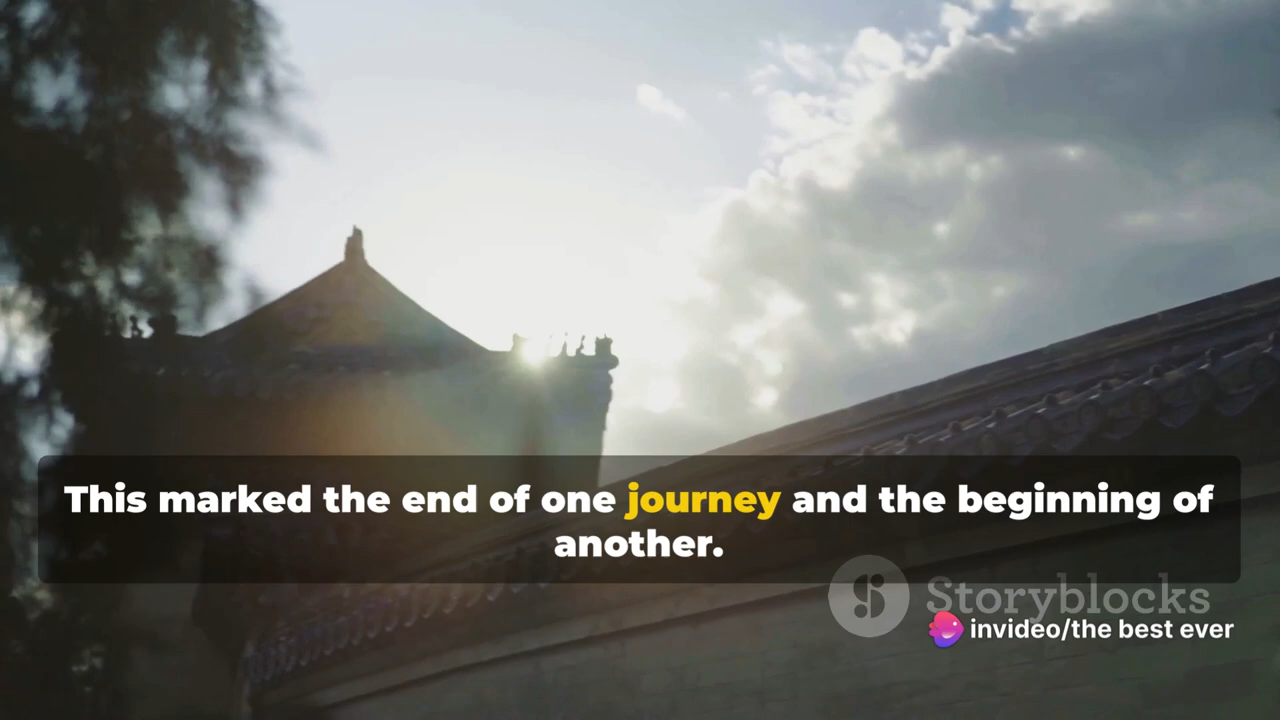 This marked the end of one journey and the beginning of
another.
Storyblocks
invideo/the best ever